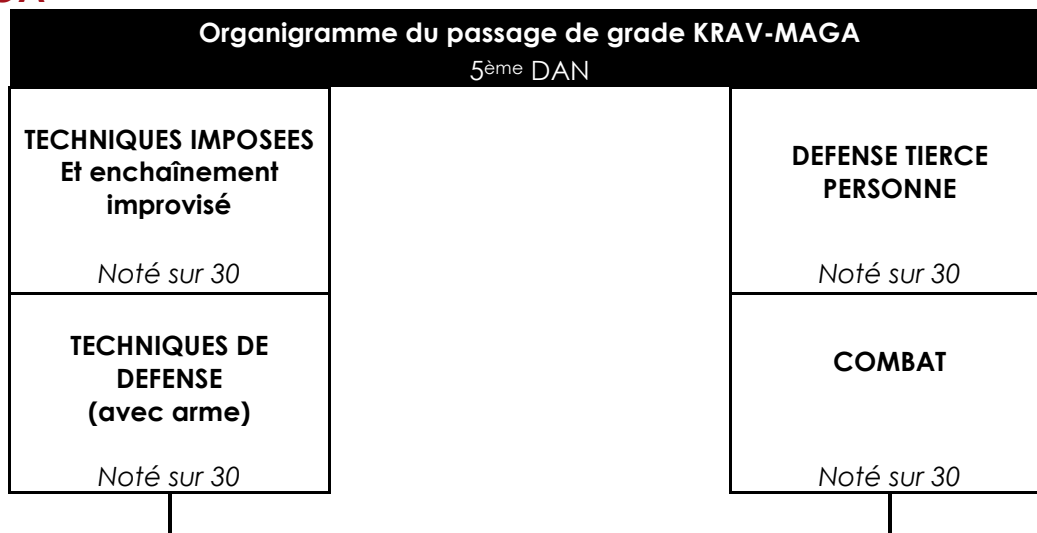 Organigramme du passage de grade KRAV-MAGA
5ème DAN
TECHNIQUES IMPOSEES
Et enchaînement
improvisé
Noté sur 30
DEFENSE TIERCE
PERSONNE
Noté sur 30
TECHNIQUES DE
DEFENSE
(avec arme)
Noté sur 30
COMBAT
Noté sur 30